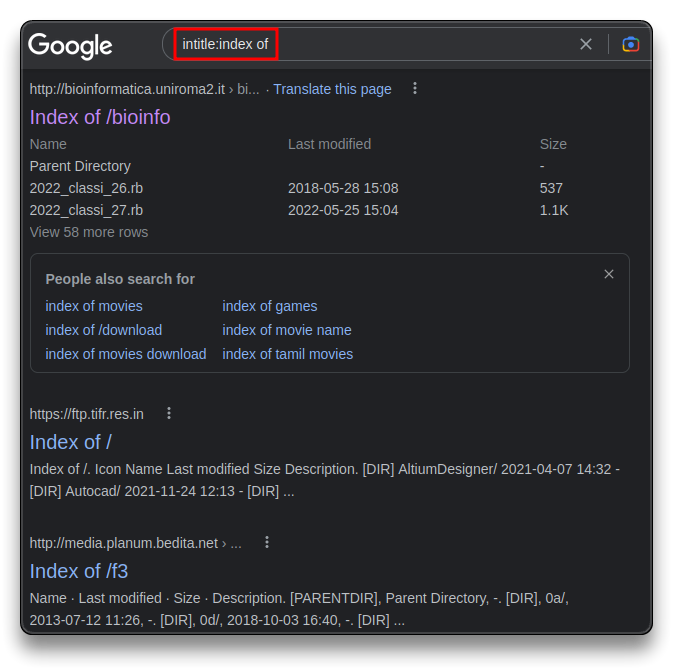 Google intitle:index of
http://bioinformatica.uniroma2.it › bi... · Translate this page
Index of /bioinfo
Name Last modified Size
Parent Directory -
2022_classi_26.rb 2018-05-28 15:08 537
2022_classi_27.rb 2022-05-25 15:04 1.1K
View 58 more rows
People also search for
index of movies index of games
index of /download index of movie name
index of movies download index of tamil movies
https://ftp.tifr.res.in
Index of /
Index of /. Icon Name Last modified Size Description. [DIR] AltiumDesigner/ 2021-04-07 14:32 -
[DIR] Autocad/ 2021-11-24 12:13 - [DIR] ...
http://media.planum.bedita.net › ...
Index of /f3
Name · Last modified · Size · Description. [PARENTDIR], Parent Directory, -. [DIR], 0a/,
2013-07-12 11:26, -. [DIR], 0d/, 2018-10-03 16:40, -. [DIR] ...